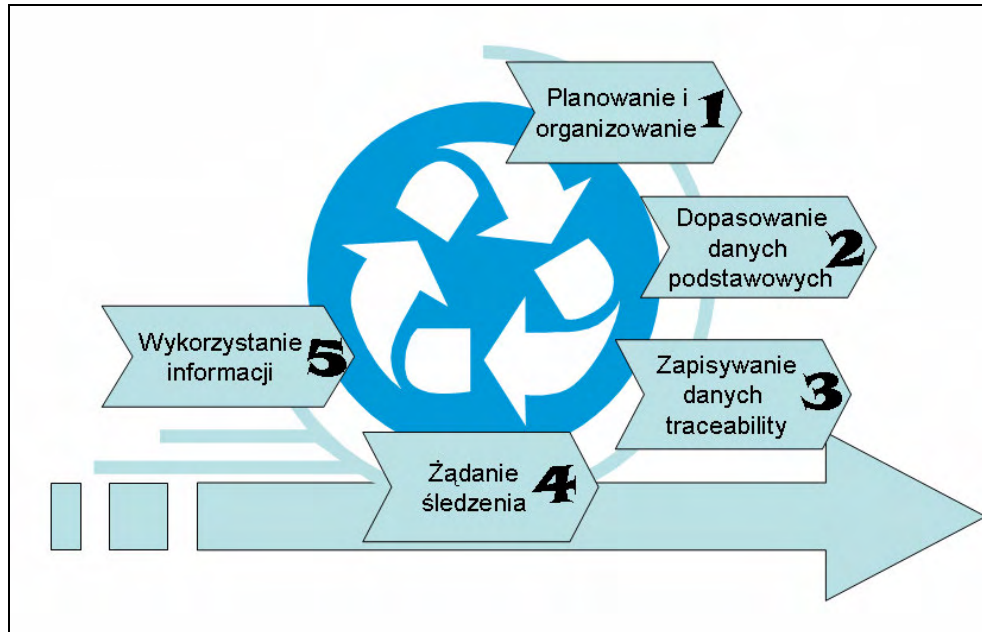 Planowanie i
organizowanie
1
Dopasowanie
danych
podstawowych
2
Zapisywanie
danych
traceability
3
Żądanie
śledzenia
4
Wykorzystanie
informacji
5